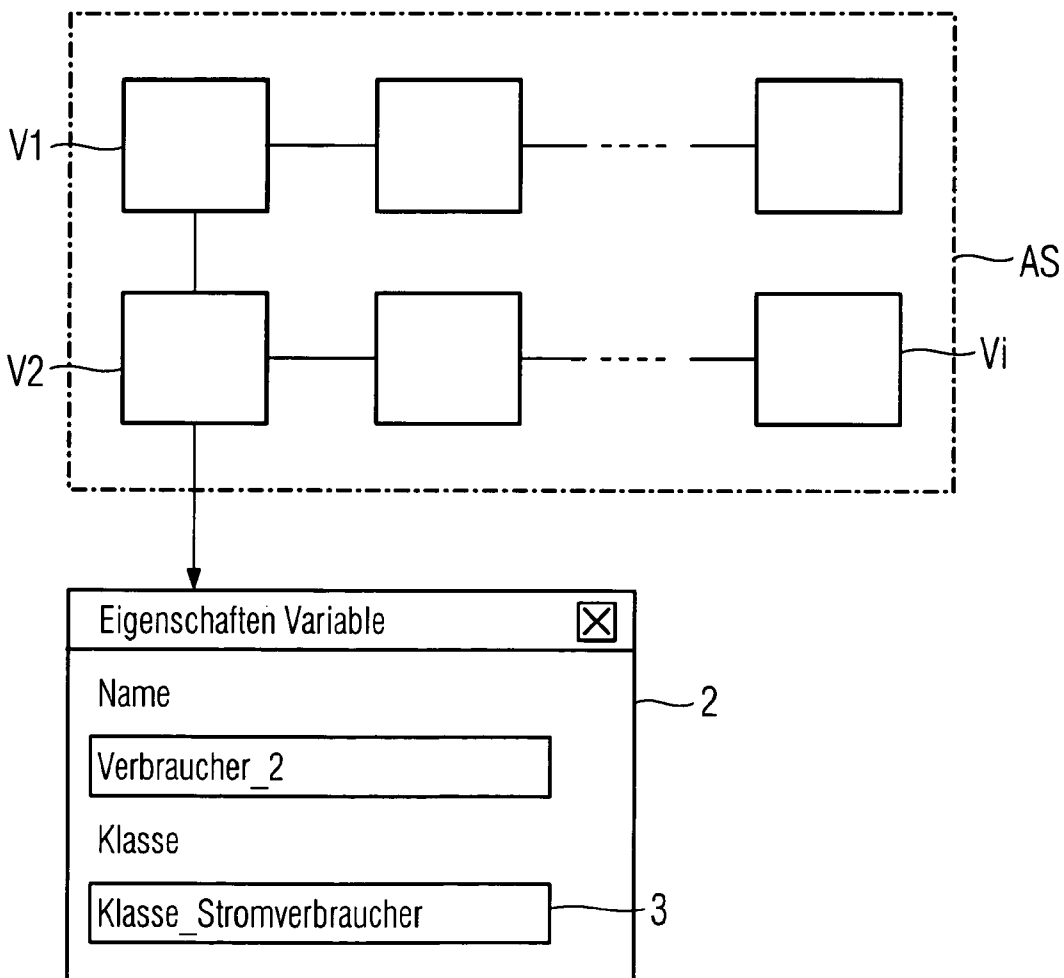 V1
AS
V2
Vi
Eigenschaften Variable
Name
2
Verbraucher_2
Klasse
Klasse_Stromverbraucher
3